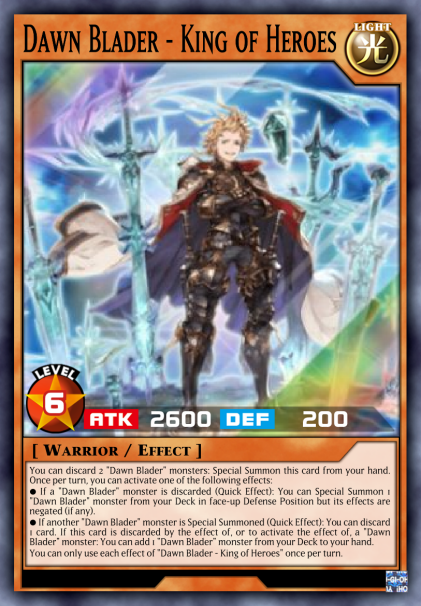 Dawn Blader - King of Heroes
LIGHT
光
LEVEL
6
ATK 2600 DEF 200
[ Warrior / Effect ]
You can discard 2 "Dawn Blader" monsters: Special Summon this card from your hand.
Once per turn, you can activate one of the following effects:
● If a "Dawn Blader" monster is discarded (Quick Effect): You can Special Summon 1
"Dawn Blader" monster from your Deck in face-up Defense Position but its effects are
negated (if any).
● If another "Dawn Blader" monster is Special Summoned (Quick Effect): You can discard
1 card. If this card is discarded by the effect of, or to activate the effect of, a "Dawn
Blader" monster: You can add 1 "Dawn Blader" monster from your Deck to your hand.
You can only use each effect of "Dawn Blader - King of Heroes" once per turn.